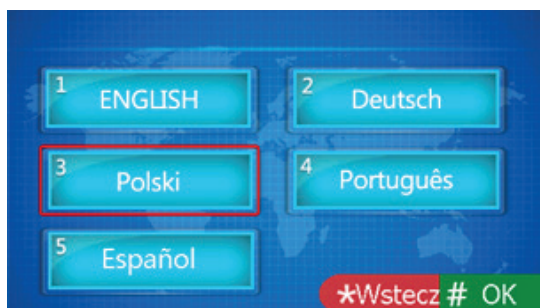 1 ENGLISH
2 Deutsch
3 Polski
4 Português
5 Español
*Wstecz # OK